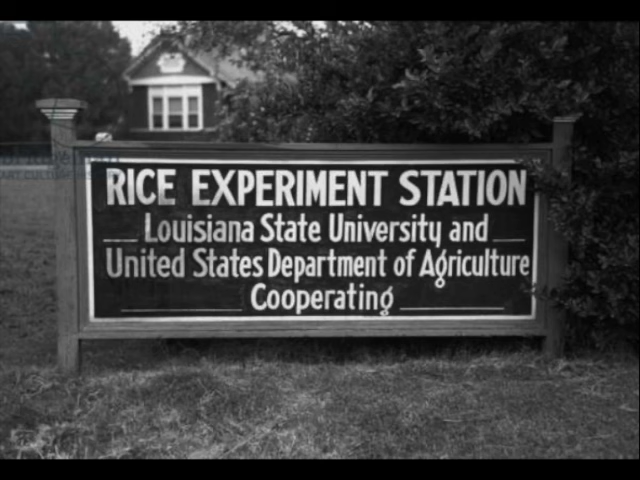 RICE EXPERIMENT STATION
Louisiana State University and
United States Department of Agriculture
Cooperating